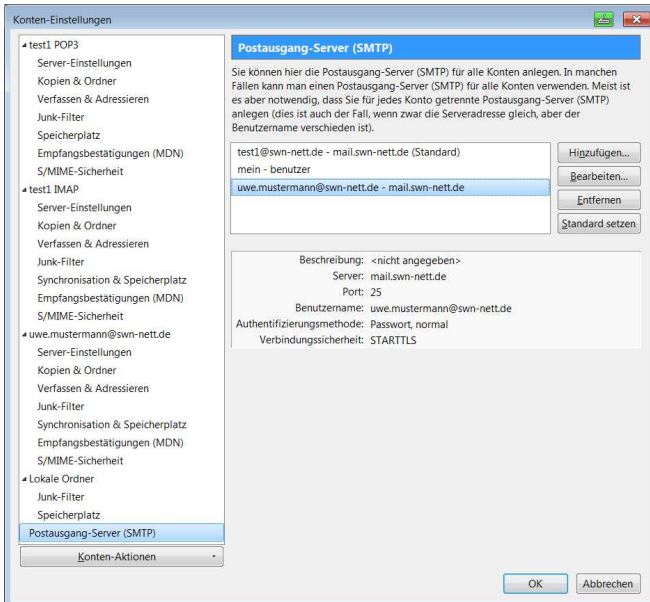 Konten-Einstellungen
test1 POP3
Server-Einstellungen
Kopien & Ordner
Verfassen & Adressieren
Junk-Filter
Speicherplatz
Empfangsbestätigungen (MDN)
S/MIME-Sicherheit
test1 IMAP
Server-Einstellungen
Kopien & Ordner
Verfassen & Adressieren
Junk-Filter
Synchronisation & Speicherplatz
Empfangsbestätigungen (MDN)
S/MIME-Sicherheit
uwe.mustermann@swn-nett.de
Server-Einstellungen
Kopien & Ordner
Verfassen & Adressieren
Junk-Filter
Synchronisation & Speicherplatz
Empfangsbestätigungen (MDN)
S/MIME-Sicherheit
Lokale Ordner
Junk-Filter
Speicherplatz
Postausgang-Server (SMTP)
Konten-Aktionen
Postausgang-Server (SMTP)
Sie können hier die Postausgang-Server (SMTP) für alle Konten anlegen. In manchen
Fällen kann man einen Postausgang-Server (SMTP) für alle Konten verwenden. Meist ist
es aber notwendig, dass Sie für jedes Konto getrennte Postausgang-Server (SMTP)
anlegen (dies ist auch der Fall, wenn zwar die Serveradresse gleich, aber der
Benutzername verschieden ist).
test1@swn-nett.de - mail.swn-nett.de (Standard)
mein - benutzer
uwe.mustermann@swn-nett.de - mail.swn-nett.de
Hinzufügen...
Bearbeiten...
Entfernen
Standard setzen
Beschreibung: <nicht angegeben>
Server: mail.swn-nett.de
Port: 25
Benutzername: uwe.mustermann@swn-nett.de
Authentifizierungsmethode: Passwort, normal
Verbindungssicherheit: STARTTLS
OK
Abbrechen